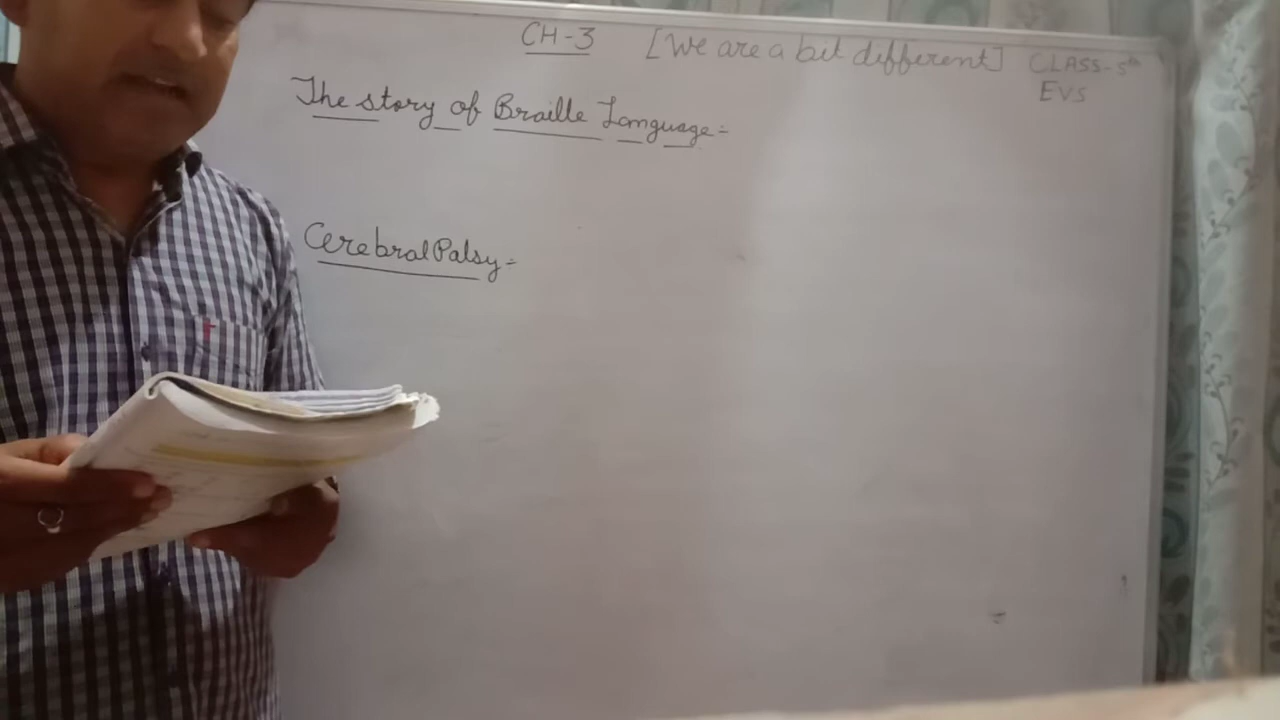 CH-3 [We are a bit different] CLASS-5th
EVS
The story of Braille Language:-
Cerebral Palsy:-